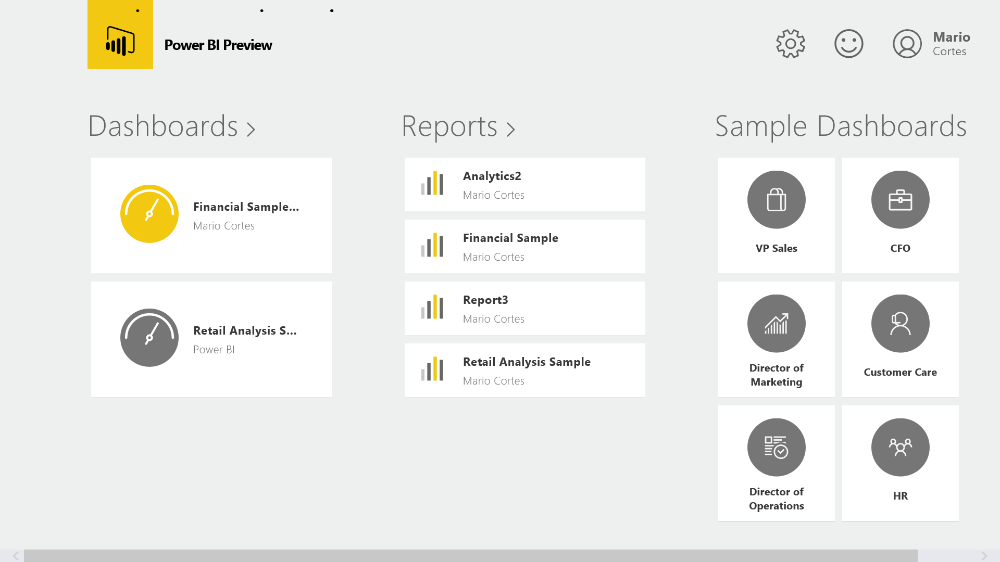 Power BI Preview
Mario
Cortes
Dashboards
Financial Sample...
Mario Cortes
Retail Analysis S...
Power BI
Reports
Analytics2
Mario Cortes
Financial Sample
Mario Cortes
Report3
Mario Cortes
Retail Analysis Sample
Mario Cortes
Sample Dashboards
VP Sales
CFO
Director of
Marketing
Customer Care
Director of
Operations
HR